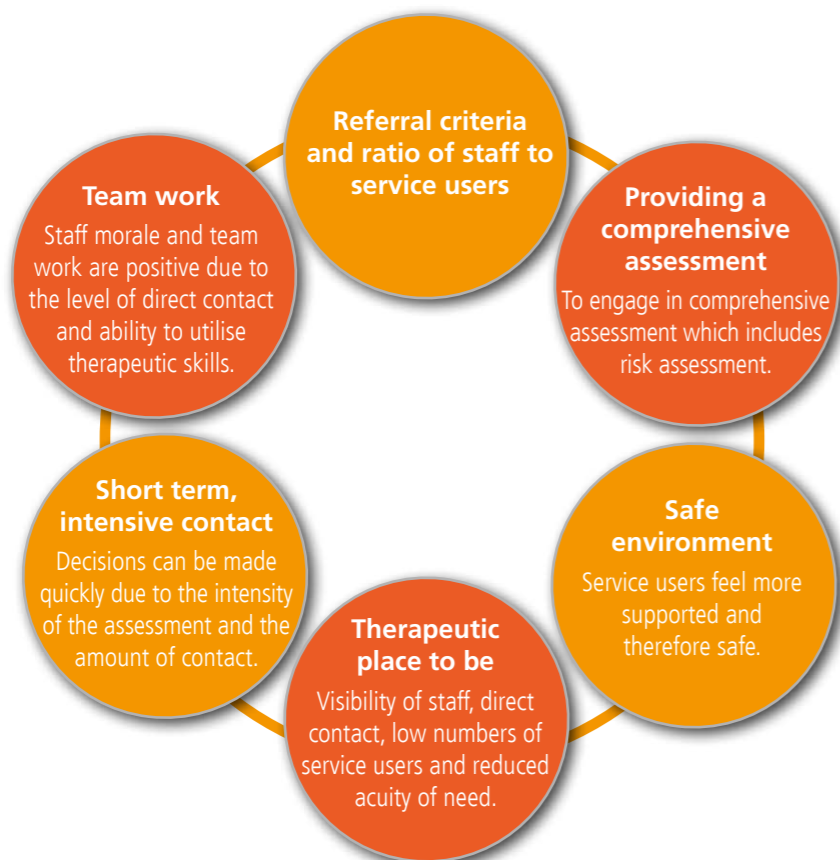 Referral criteria
and ratio of staff to
service users
Providing a
comprehensive
assessment
To engage in comprehensive
assessment which includes
risk assessment.
Safe
environment
Service users feel more
supported and
therefore safe.
Therapeutic
place to be
Visibility of staff, direct
contact, low numbers of
service users and reduced
acuity of need.
Short term,
intensive contact
Decisions can be made
quickly due to the intensity
of the assessment and the
amount of contact.
Team work
Staff morale and team
work are positive due to
the level of direct contact
and ability to utilise
therapeutic skills.